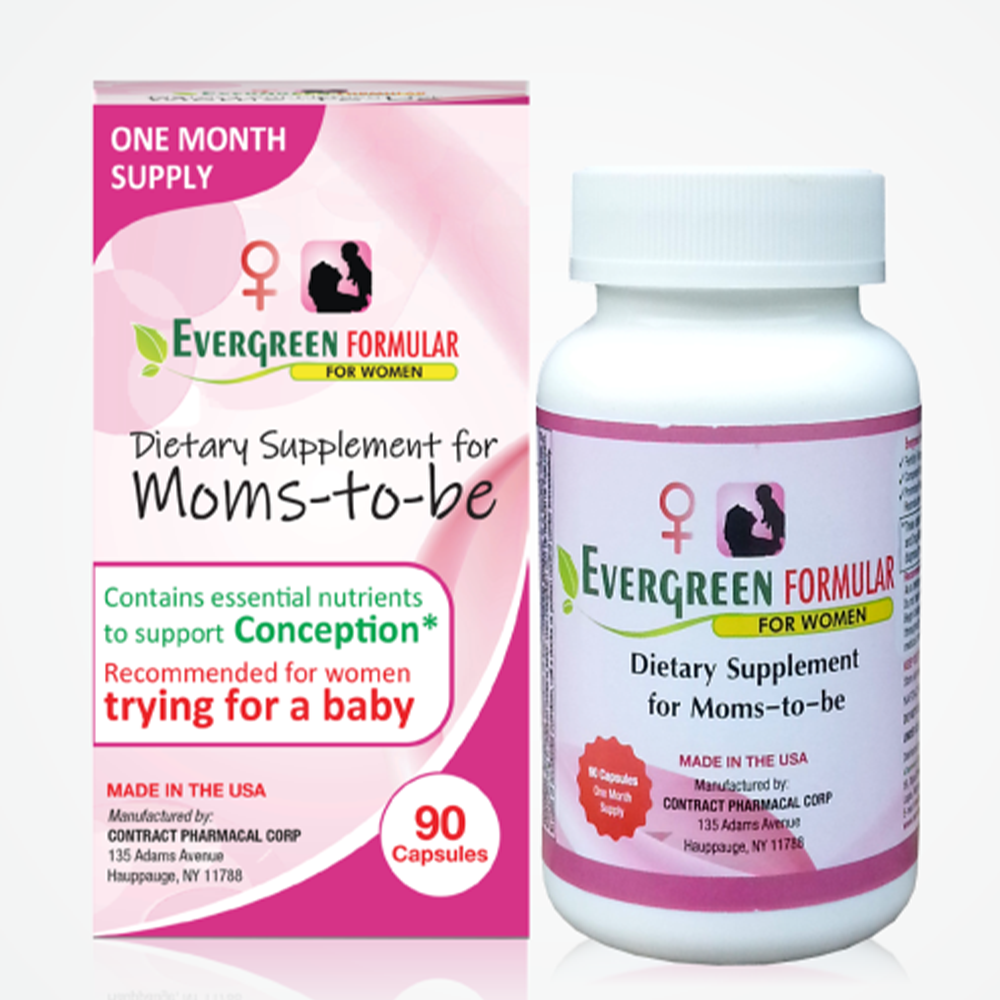 ONE MONTH
SUPPLY
EVERGREEN FORMULAR
FOR WOMEN
Dietary Supplement for
Moms-to-be
Contains essential nutrients
to support Conception*
Recommended for women
trying for a baby
MADE IN THE USA
Manufactured by:
CONTRACT PHARMACAL CORP
135 Adams Avenue
Hauppauge, NY 11788
90
Capsules
EVERGREEN FORMULAR
FOR WOMEN
Dietary Supplement
for Moms-to-be
90 Capsules
One Month
Supply
MADE IN THE USA
Manufactured by:
CONTRACT PHARMACAL CORP
135 Adams Avenue
Hauppauge, NY 11788